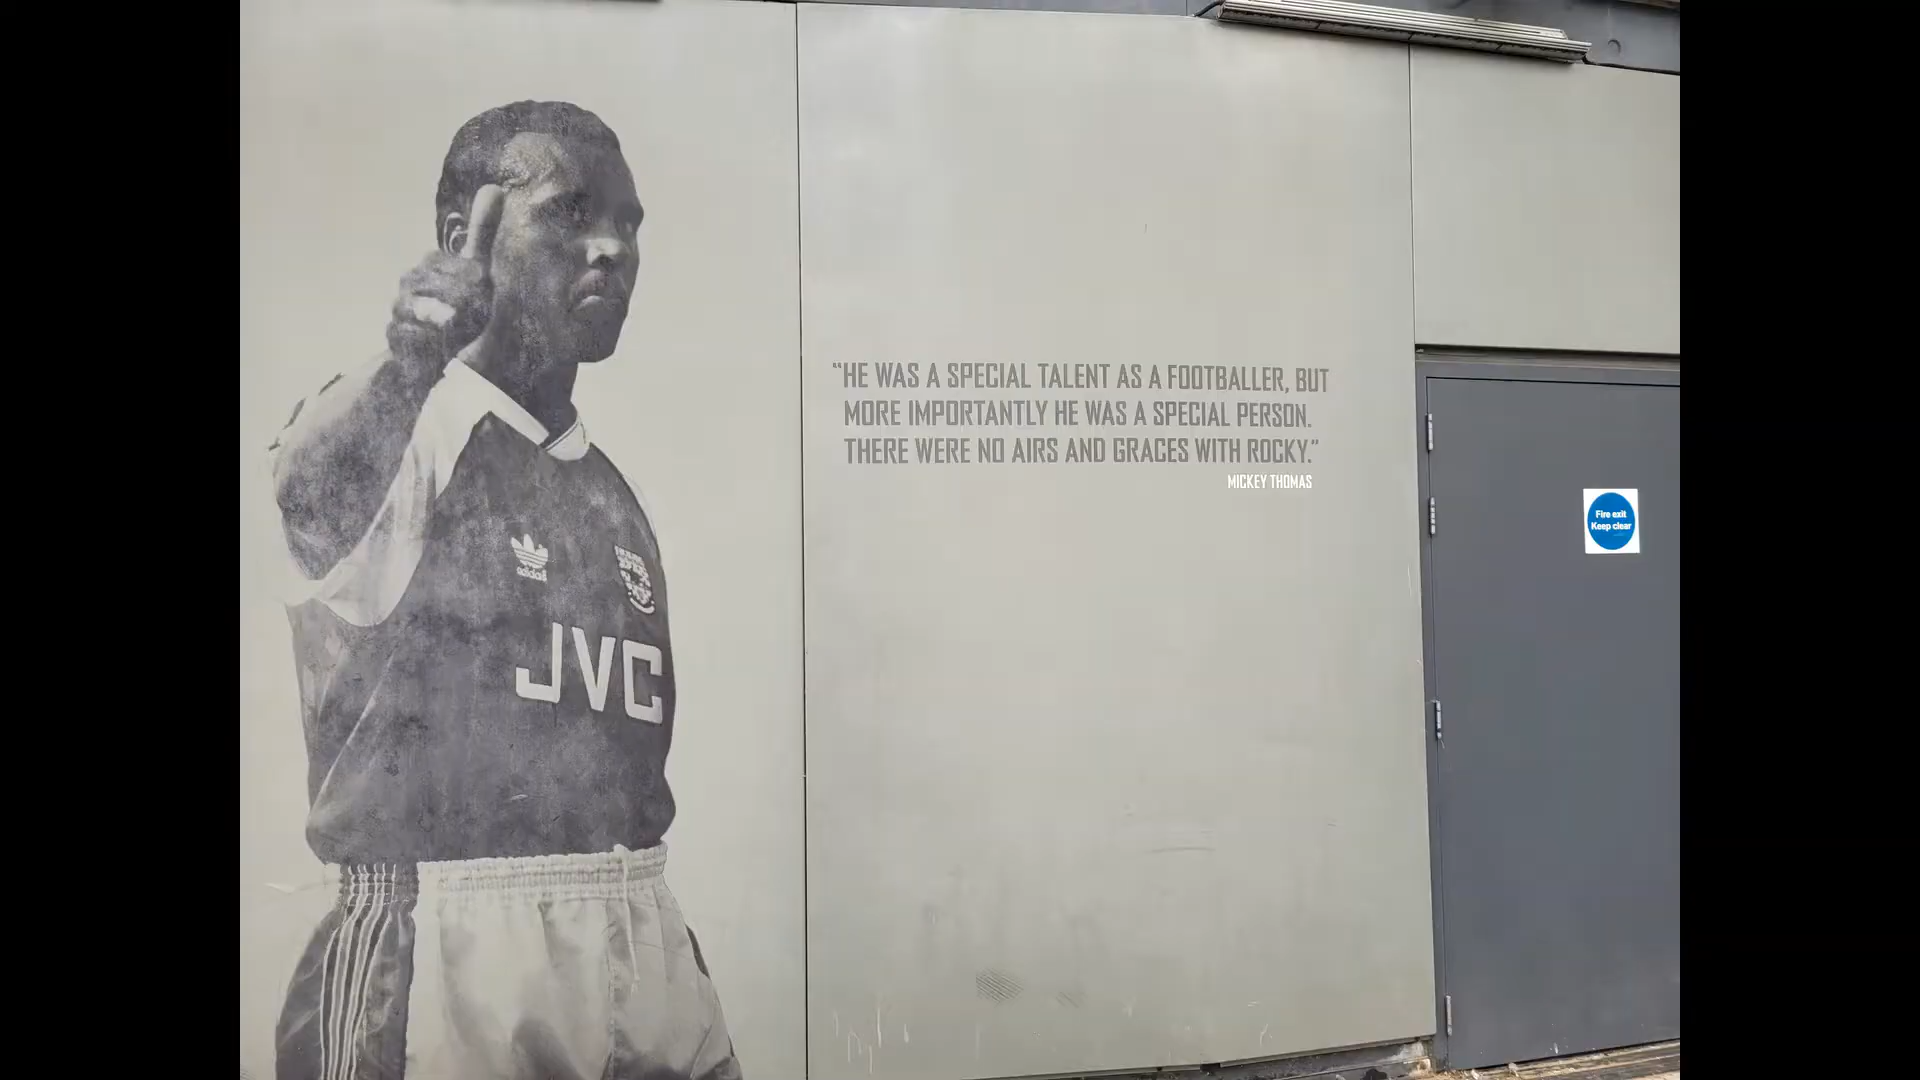 "HE WAS A SPECIAL TALENT AS A FOOTBALLER, BUT
MORE IMPORTANTLY HE WAS A SPECIAL PERSON.
THERE WERE NO AIRS AND GRACES WITH ROCKY."
MICKEY THOMAS
Fire exit
Keep clear
adidas
JVC